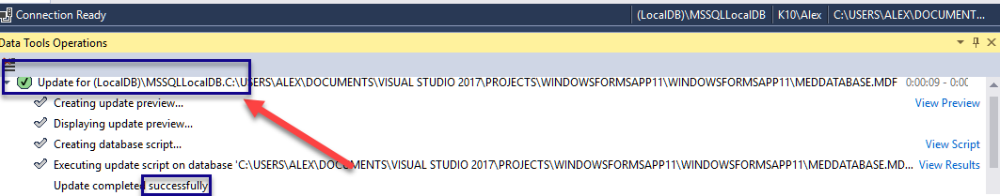 Connection Ready (LocalDB)\MSSQLLocalDB K10\Alex C:\USERS\ALEX\DOCUMENT...
Data Tools Operations
Update for (LocalDB)\MSSQLLocalDB.C:\USERS\ALEX\DOCUMENTS\VISUAL STUDIO 2017\PROJECTS\WINDOWSFORMSAPP11\WINDOWSFORMSAPP11\MEDDATABASE.MDF 0:00:09 - 0:00
Creating update preview... View Preview
Displaying update preview...
Creating database script... View Script
Executing update script on database 'C:\USERS\ALEX\DOCUMENTS\VISUAL STUDIO 2017\PROJECTS\WINDOWSFORMSAPP11\WINDOWSFORMSAPP11\MEDDATABASE.MD... View Results
Update completed successfully